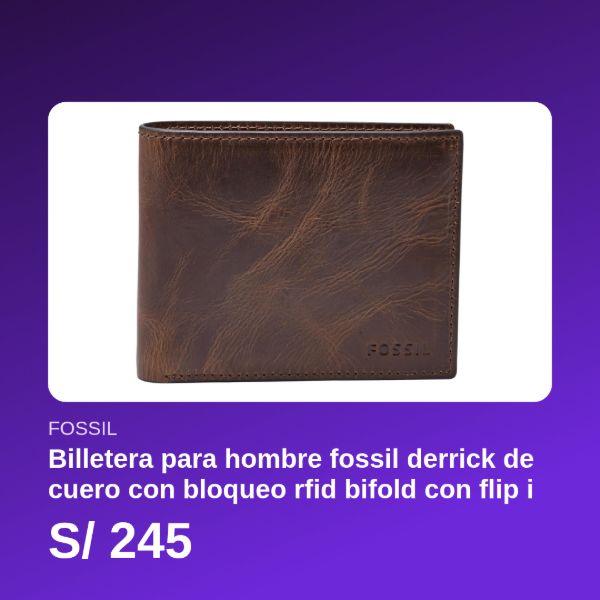 FOSSIL
FOSSIL
Billetera para hombre fossil derrick de
cuero con bloqueo rfid bifold con flip i
S/ 245